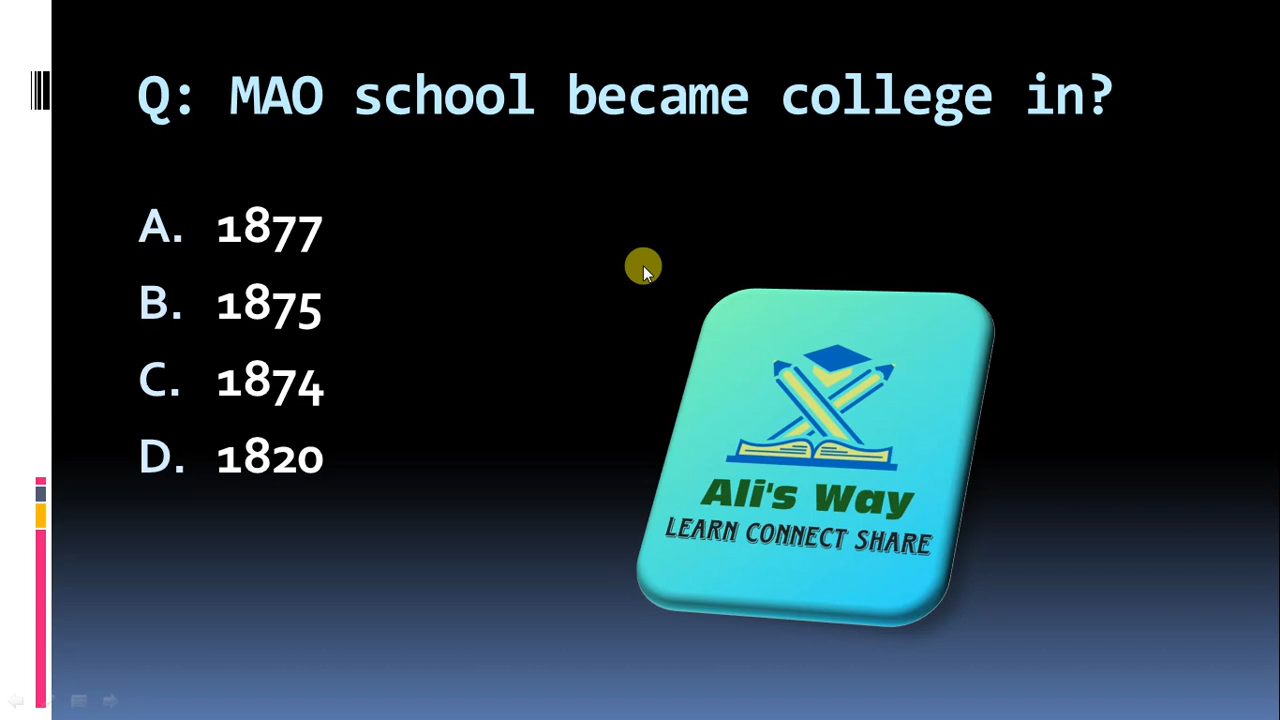 Q: MAO school became college in?
A. 1877
B. 1875
C. 1874
D. 1820
Ali's Way
LEARN CONNECT SHARE